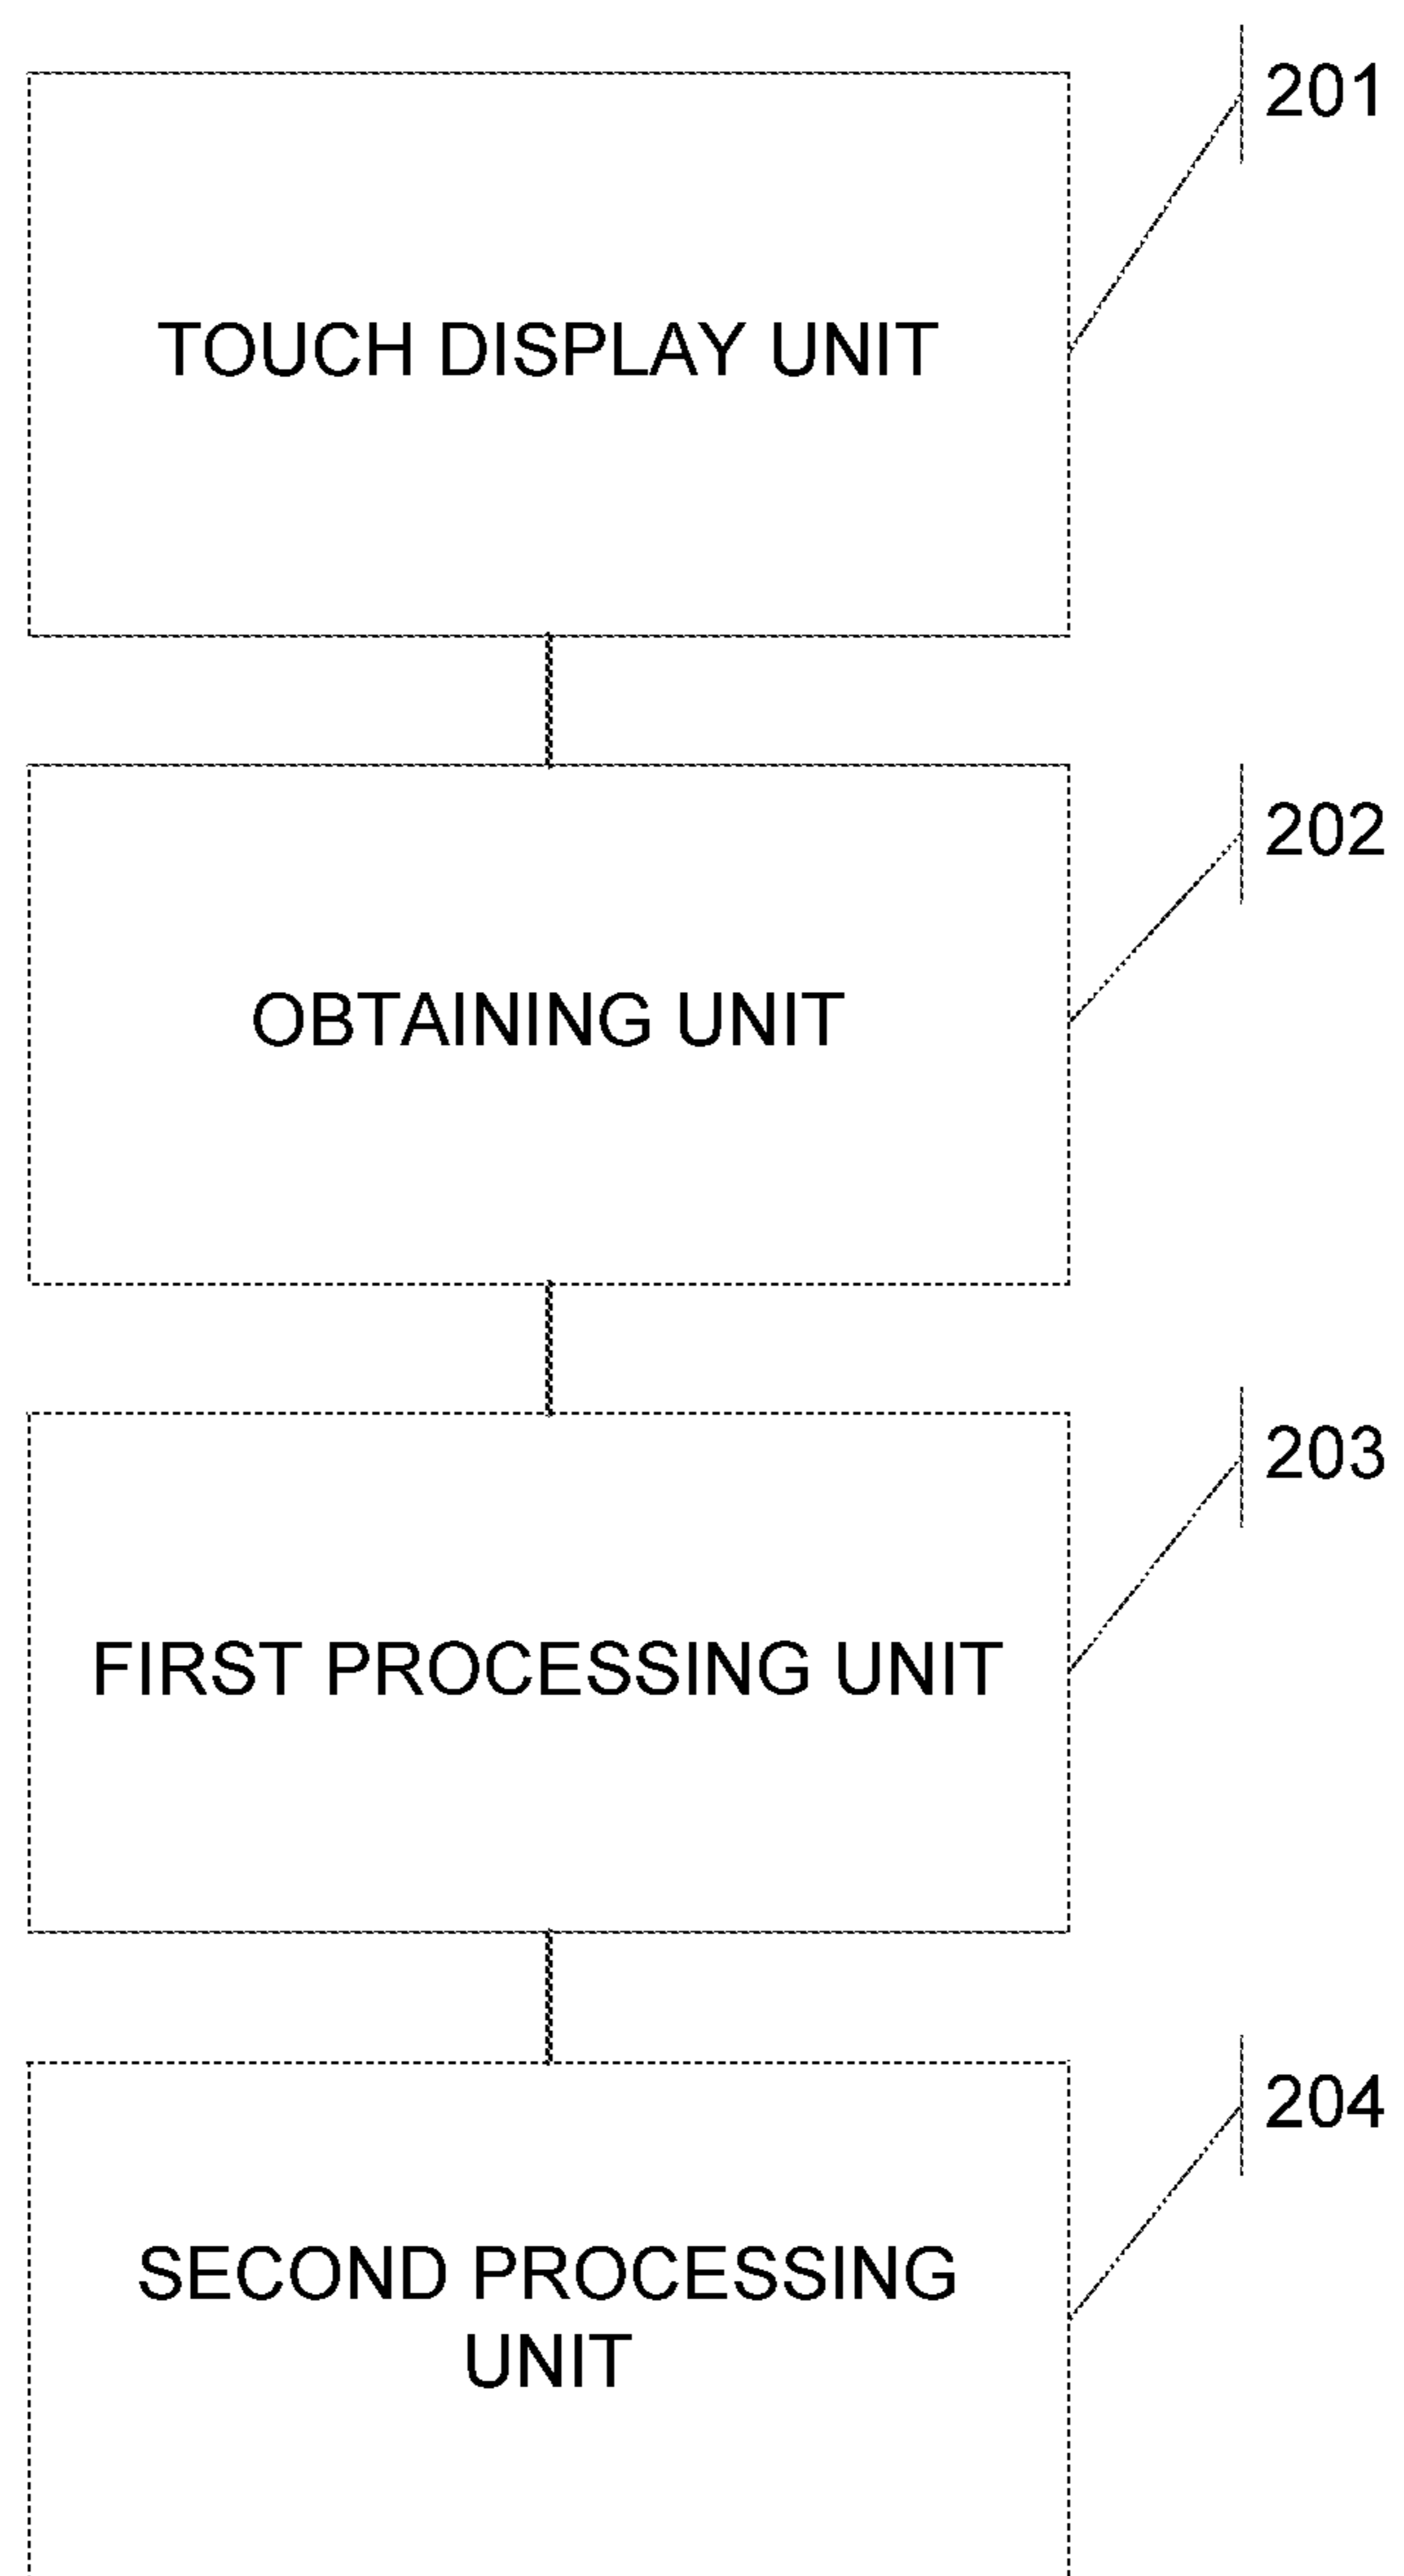 201
TOUCH DISPLAY UNIT
202
OBTAINING UNIT
203
FIRST PROCESSING UNIT
204
SECOND PROCESSING
UNIT